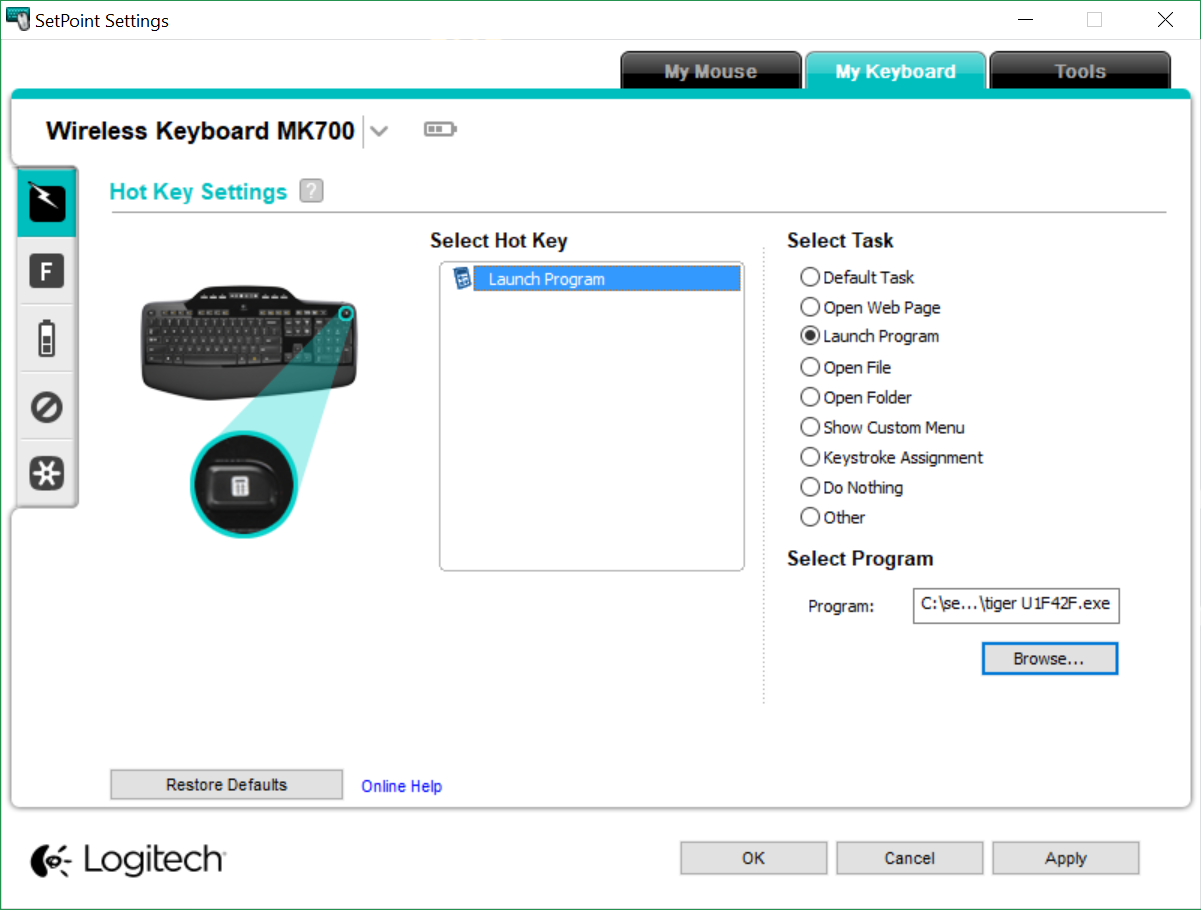 SetPoint Settings
My Mouse
My Keyboard
Tools
Wireless Keyboard MK700
Hot Key Settings ?
Select Hot Key
Launch Program
F
Select Task
Default Task
Open Web Page
Launch Program
Open File
Open Folder
Show Custom Menu
Keystroke Assignment
Do Nothing
Other
Select Program
Program: C:\se...\tiger U1F42F.exe
Browse...
Restore Defaults
Online Help
Logitech
OK
Cancel
Apply